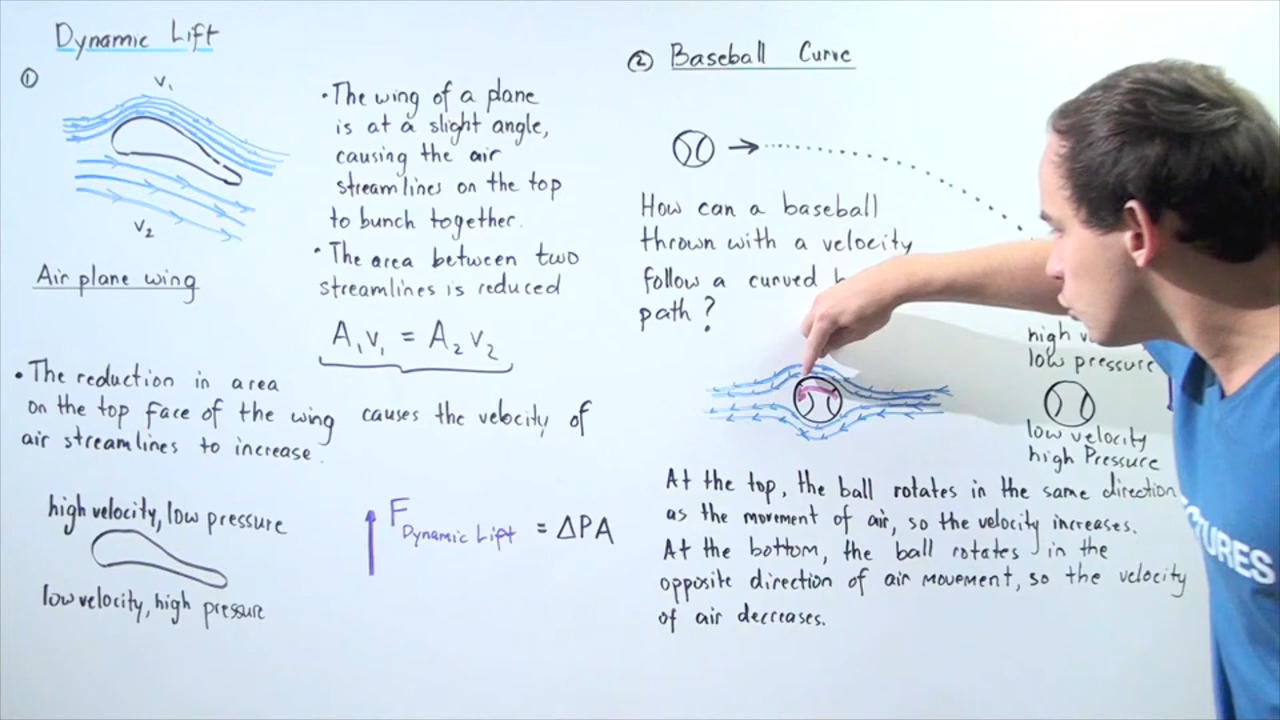 Dynamic Lift
①
V₁
V₂
Air plane wing
• The wing of a plane
is at a slight angle,
causing the air
streamlines on the top
to bunch together.
• The area between two
streamlines is reduced
A₁v₁ = A₂v₂
• The reduction in area
on the top face of the wing causes the velocity of
air streamlines to increase.
high velocity, low pressure
low velocity, high pressure
F Dynamic Lift = ΔPA
② Baseball Curve
How can a baseball
thrown with a velocity
follow a curved
path?
high
low pressure
low velocity
high Pressure
At the top, the ball rotates in the same direction
as the movement of air, so the velocity increases.
At the bottom, the ball rotates in the
opposite direction of air movement, so the velocity
of air decreases.